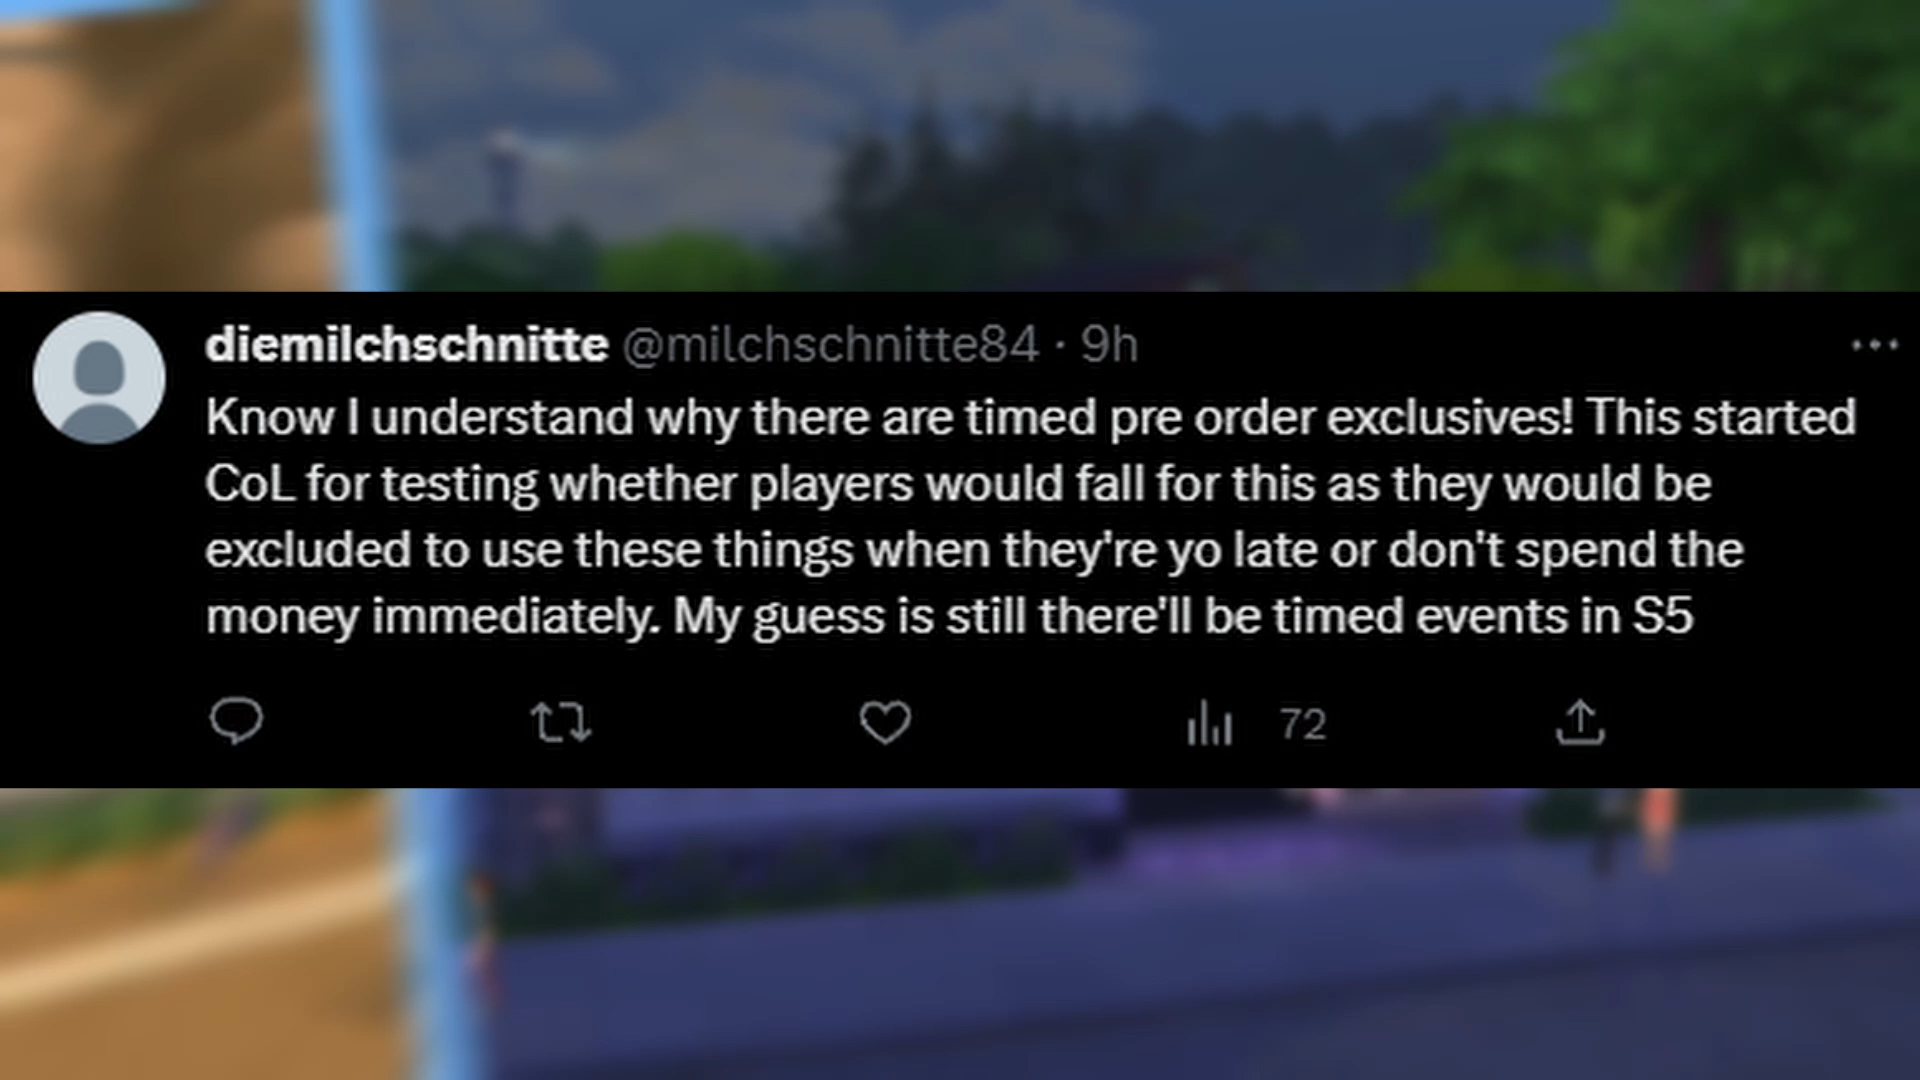 diemilchschnitte @milchschnitte84 · 9h
Know I understand why there are timed pre order exclusives! This started
CoL for testing whether players would fall for this as they would be
excluded to use these things when they're yo late or don't spend the
money immediately. My guess is still there'll be timed events in S5
72